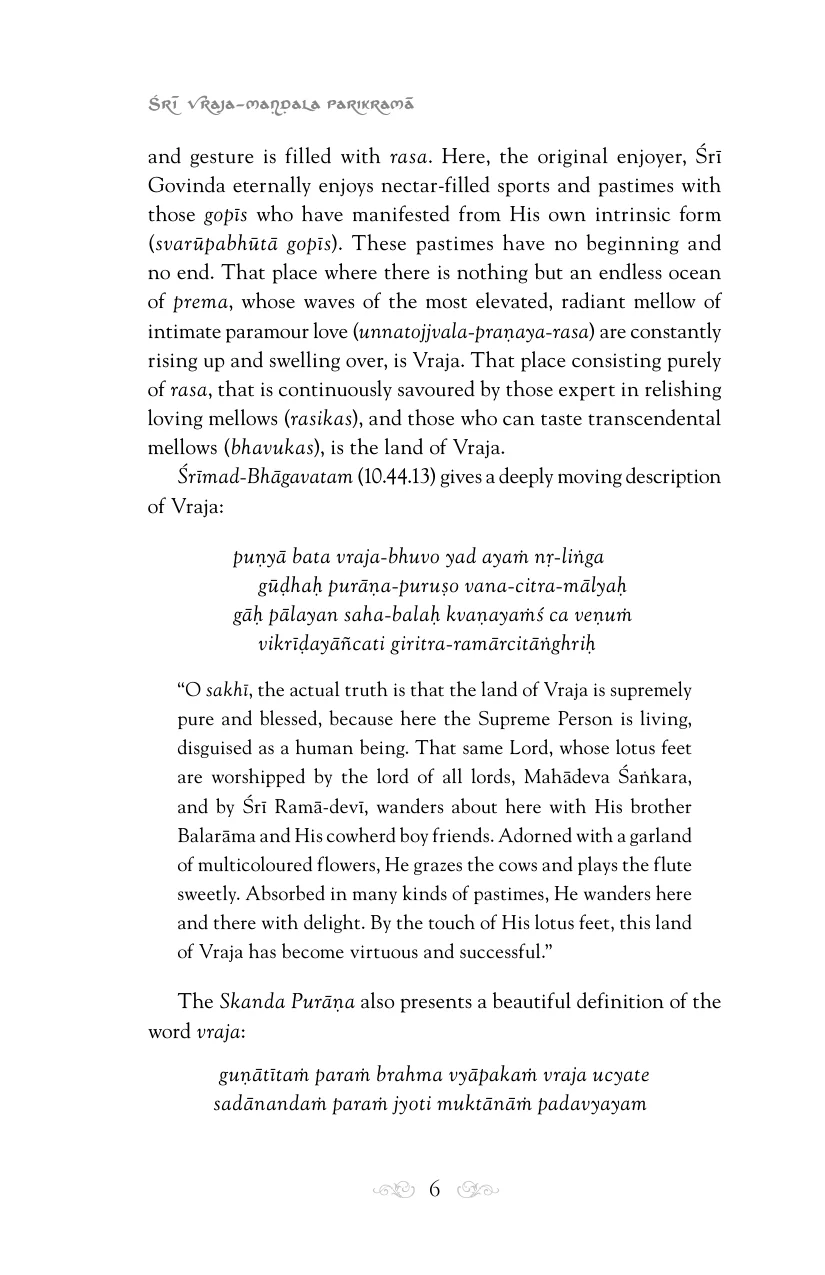 Śrī Vraja-maṇḍala Parikramā
and gesture is filled with rasa. Here, the original enjoyer, Śrī
Govinda eternally enjoys nectar-filled sports and pastimes with
those gopīs who have manifested from His own intrinsic form
(svarūpabhūtā gopīs). These pastimes have no beginning and
no end. That place where there is nothing but an endless ocean
of prema, whose waves of the most elevated, radiant mellow of
intimate paramour love (unnatojjvala-praṇaya-rasa) are constantly
rising up and swelling over, is Vraja. That place consisting purely
of rasa, that is continuously savoured by those expert in relishing
loving mellows (rasikas), and those who can taste transcendental
mellows (bhavukas), is the land of Vraja.
Śrīmad-Bhāgavatam (10.44.13) gives a deeply moving description
of Vraja:
puṇyā bata vraja-bhuvo yad ayaṁ nṛ-liṅga
gūḍhaḥ purāṇa-puruṣo vana-citra-mālyaḥ
gāḥ pālayan saha-balaḥ kvaṇayaṁś ca veṇuṁ
vikrīḍayāñcati giritra-ramārcitāṅghriḥ
“O sakhī, the actual truth is that the land of Vraja is supremely
pure and blessed, because here the Supreme Person is living,
disguised as a human being. That same Lord, whose lotus feet
are worshipped by the lord of all lords, Mahādeva Śaṅkara,
and by Śrī Ramā-devī, wanders about here with His brother
Balarāma and His cowherd boy friends. Adorned with a garland
of multicoloured flowers, He grazes the cows and plays the flute
sweetly. Absorbed in many kinds of pastimes, He wanders here
and there with delight. By the touch of His lotus feet, this land
of Vraja has become virtuous and successful.”
The Skanda Purāṇa also presents a beautiful definition of the
word vraja:
guṇātītaṁ paraṁ brahma vyāpakaṁ vraja ucyate
sadānandaṁ paraṁ jyoti muktānāṁ padavyayam
6